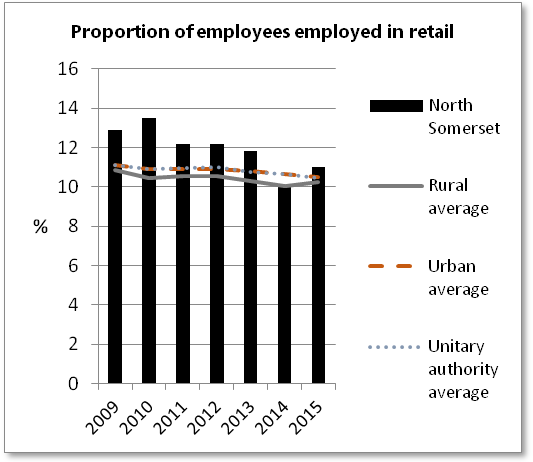 Proportion of employees employed in retail
16
14
12
10
8
6
4
2
0
%
2009 2010 2011 2012 2013 2014 2015
North
Somerset
Rural
average
Urban
average
Unitary
authority
average